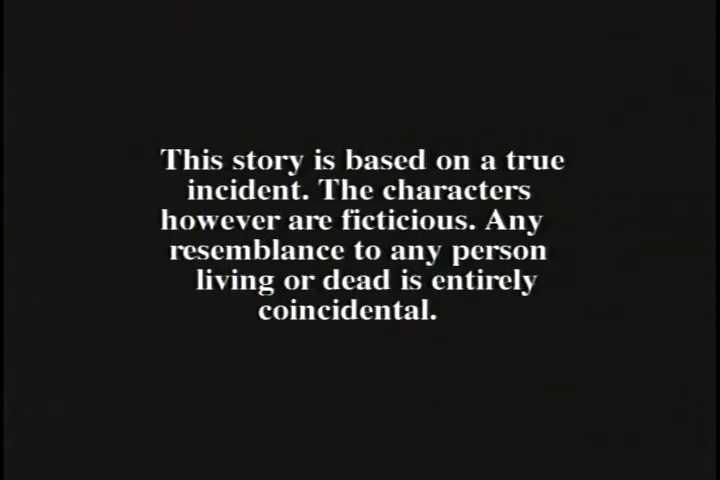 This story is based on a true
incident. The characters
however are ficticious. Any
resemblance to any person
living or dead is entirely
coincidental.